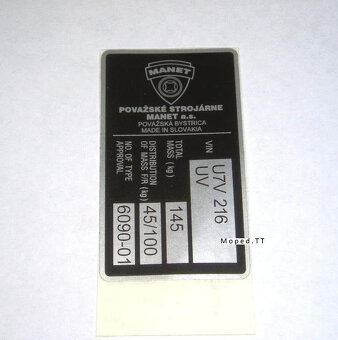 MANET
POVAŽSKÉ STROJÁRNE
MANET a.s.
POVAŽSKÁ BYSTRICA
MADE IN SLOVAKIA
VIN
U7V 216
UV
TOTAL
MASS (kg)
145
DISTRIBUTION
OF MASS F/R (kg)
45/100
NO. OF TYPE
APPROVAL
6090-01
Moped.TT